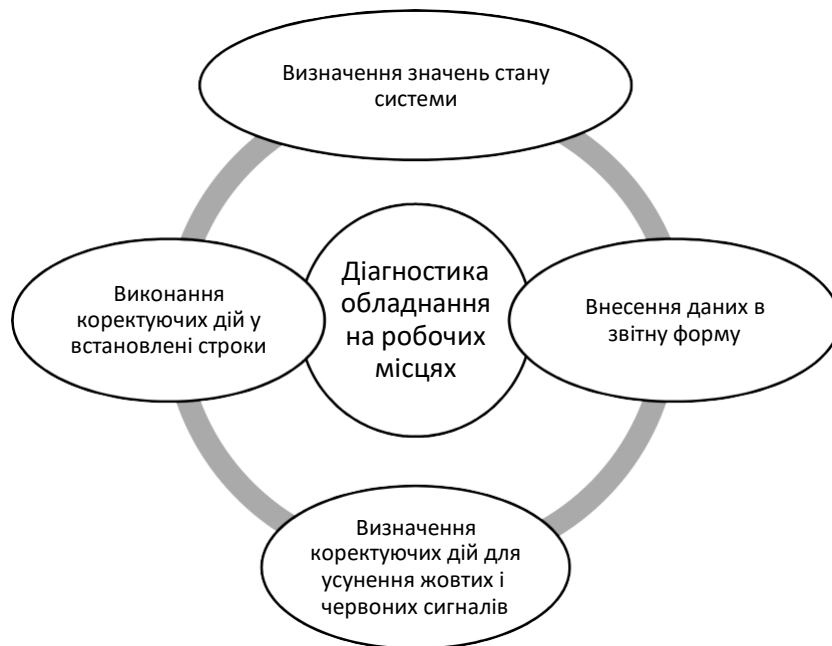 Визначення значень стану
системи
Діагностика
обладнання
на робочих
місцях
Виконання
коректуючих дій у
встановлені строки
Внесення даних в
звітну форму
Визначення
коректуючих дій для
усунення жовтих і
червоних сигналів